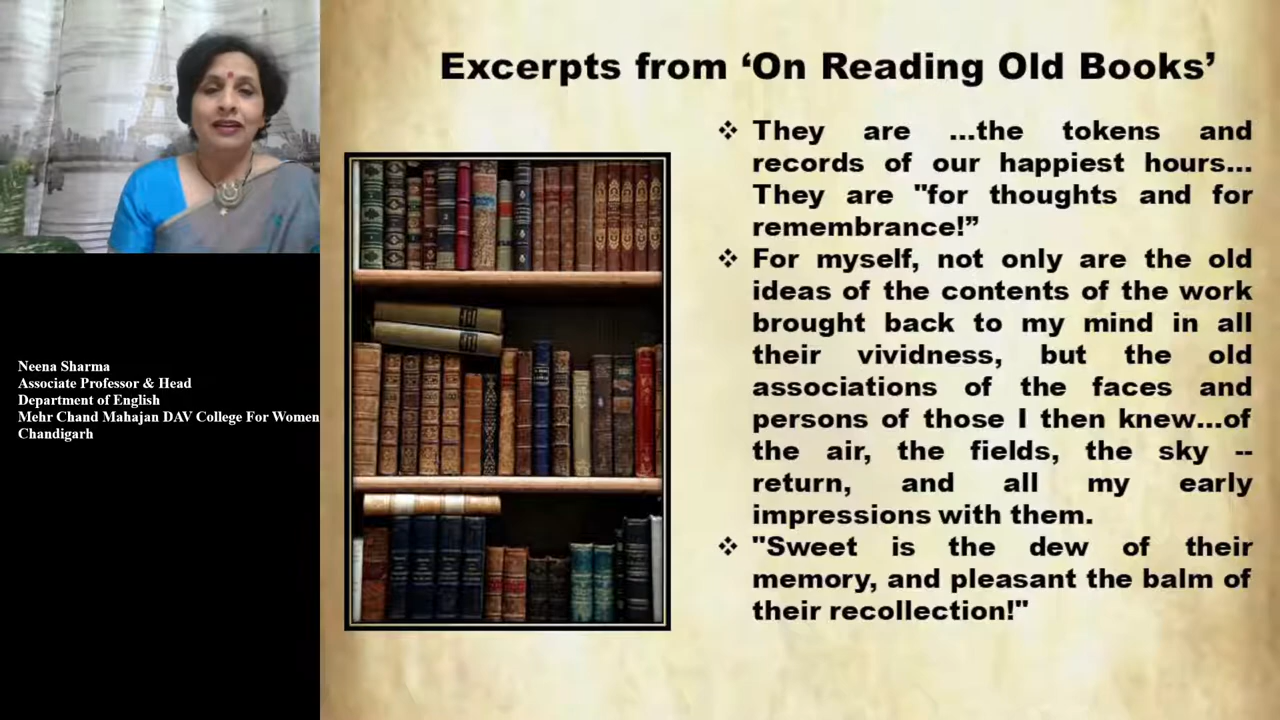 Excerpts from ‘On Reading Old Books’
❖ They are ...the tokens and
records of our happiest hours...
They are "for thoughts and for
remembrance!”
❖ For myself, not only are the old
ideas of the contents of the work
brought back to my mind in all
their vividness, but the old
associations of the faces and
persons of those I then knew...of
the air, the fields, the sky --
return, and all my early
impressions with them.
❖ "Sweet is the dew of their
memory, and pleasant the balm of
their recollection!"
Neena Sharma
Associate Professor & Head
Department of English
Mehr Chand Mahajan DAV College For Women
Chandigarh